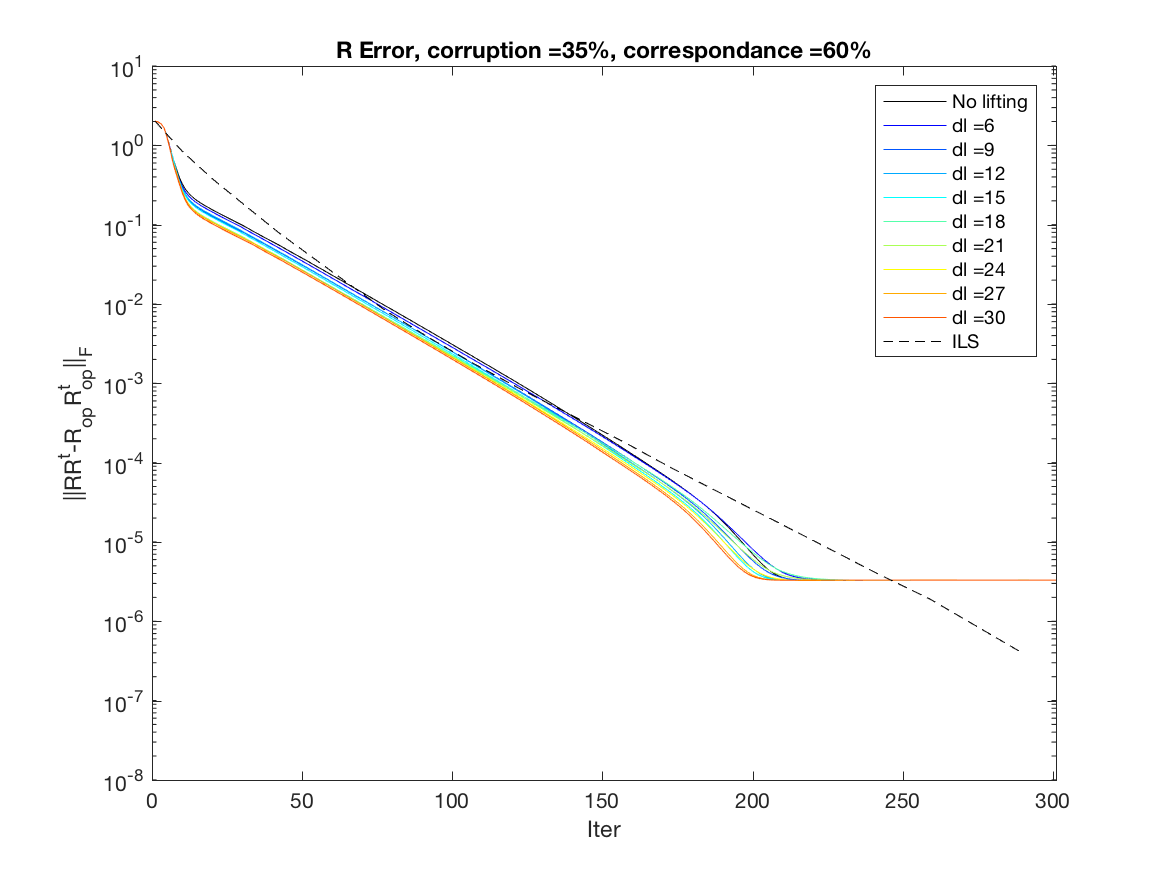 R Error, corruption =35%, correspondance =60%
10^1
10^0
10^-1
10^-2
10^-3
10^-4
10^-5
10^-6
10^-7
10^-8
||RR^t-R_op R^t_op||_F
No lifting
dl =6
dl =9
dl =12
dl =15
dl =18
dl =21
dl =24
dl =27
dl =30
ILS
0 50 100 150 200 250 300
Iter